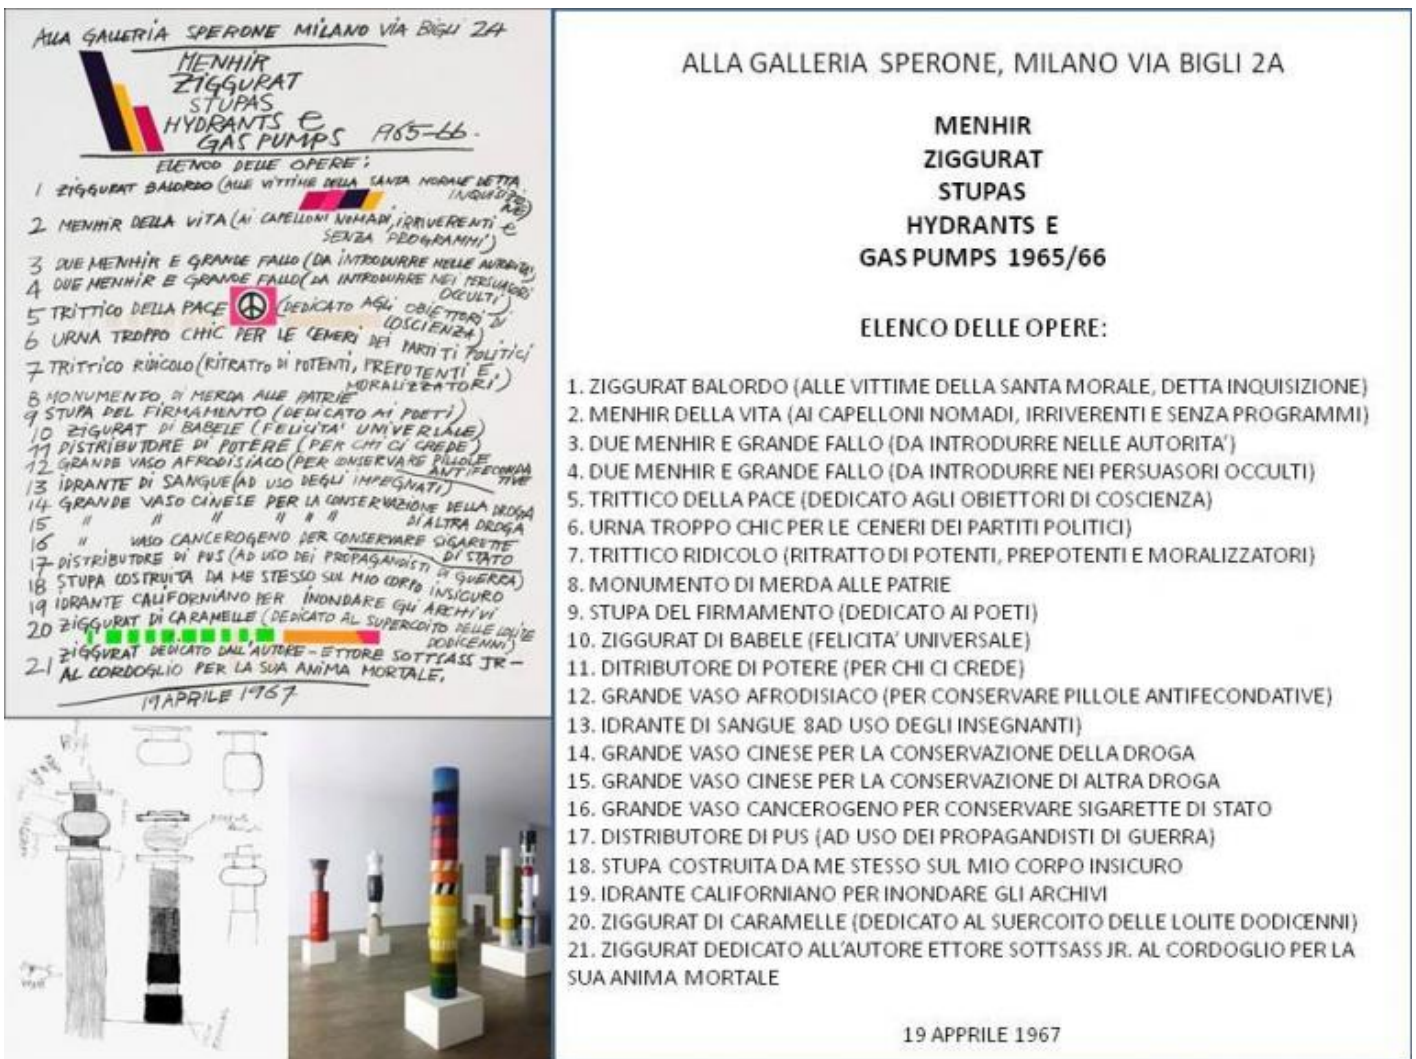 ALLA GALLERIA SPERONE MILANO VIA BIGLI 2A
MENHIR
ZIGGURAT
STUPAS
HYDRANTS E
GAS PUMPS 1965-66.
ELENCO DELLE OPERE:
1 ZIGGURAT BALORDO (ALLE VITTIME DELLA SANTA MORALE DETTA
INQUISIZIO
NE)
2 MENHIR DELLA VITA (AI CAPELLONI NOMADI, IRRIVERENTI E
SENZA PROGRAMMI)
3 DUE MENHIR E GRANDE FALLO (DA INTRODURRE NELLE AUTORITA')
4 DUE MENHIR E GRANDE FALLO (DA INTRODURRE NEI PERSUASORI
OCCULTI)
5 TRITTICO DELLA PACE (DEDICATO AGLI OBIETTORI DI
COSCIENZA)
6 URNA TROPPO CHIC PER LE CENERI DEI PARTITI POLITICI
7 TRITTICO RIDICOLO (RITRATTO DI POTENTI, PREPOTENTI E
MORALIZZATORI)
8 MONUMENTO DI MERDA ALLE PATRIE
9 STUPA DEL FIRMAMENTO (DEDICATO AI POETI)
10 ZIGURAT DI BABELE (FELICITA' UNIVERSALE)
11 DISTRIBUTORE DI POTERE (PER CHI CI CREDE)
12 GRANDE VASO AFRODISIACO (PER CONSERVARE PILLOLE
ANTIFECONDA
TIVE)
13 IDRANTE DI SANGUE (AD USO DEGLI IMPEGNATI)
14 GRANDE VASO CINESE PER LA CONSERVAZIONE DELLA DROGA
15 " " " " " " DI ALTRA DROGA
16 " VASO CANCEROGENO PER CONSERVARE SIGARETTE
DI STATO
17 DISTRIBUTORE DI PUS (AD USO DEI PROPAGANDISTI DI GUERRA)
18 STUPA COSTRUITA DA ME STESSO SUL MIO CORPO INSICURO
19 IDRANTE CALIFORNIANO PER INONDARE GLI ARCHIVI
20 ZIGGURAT DI CARAMELLE (DEDICATO AL SUPERCOITO DELLE LOLITE
DODICENNI)
21 ZIGGURAT DEDICATO DALL'AUTORE - ETTORE SOTTSASS JR -
AL CORDOGLIO PER LA SUA ANIMA MORTALE.
19 APRILE 1967
ALLA GALLERIA SPERONE, MILANO VIA BIGLI 2A
MENHIR
ZIGGURAT
STUPAS
HYDRANTS E
GAS PUMPS 1965/66
ELENCO DELLE OPERE:
1. ZIGGURAT BALORDO (ALLE VITTIME DELLA SANTA MORALE, DETTA INQUISIZIONE)
2. MENHIR DELLA VITA (AI CAPELLONI NOMADI, IRRIVERENTI E SENZA PROGRAMMI)
3. DUE MENHIR E GRANDE FALLO (DA INTRODURRE NELLE AUTORITA')
4. DUE MENHIR E GRANDE FALLO (DA INTRODURRE NEI PERSUASORI OCCULTI)
5. TRITTICO DELLA PACE (DEDICATO AGLI OBIETTORI DI COSCIENZA)
6. URNA TROPPO CHIC PER LE CENERI DEI PARTITI POLITICI)
7. TRITTICO RIDICOLO (RITRATTO DI POTENTI, PREPOTENTI E MORALIZZATORI)
8. MONUMENTO DI MERDA ALLE PATRIE
9. STUPA DEL FIRMAMENTO (DEDICATO AI POETI)
10. ZIGGURAT DI BABELE (FELICITA' UNIVERSALE)
11. DITRIBUTORE DI POTERE (PER CHI CI CREDE)
12. GRANDE VASO AFRODISIACO (PER CONSERVARE PILLOLE ANTIFECONDATIVE)
13. IDRANTE DI SANGUE 8AD USO DEGLI INSEGNANTI)
14. GRANDE VASO CINESE PER LA CONSERVAZIONE DELLA DROGA
15. GRANDE VASO CINESE PER LA CONSERVAZIONE DI ALTRA DROGA
16. GRANDE VASO CANCEROGENO PER CONSERVARE SIGARETTE DI STATO
17. DISTRIBUTORE DI PUS (AD USO DEI PROPAGANDISTI DI GUERRA)
18. STUPA COSTRUITA DA ME STESSO SUL MIO CORPO INSICURO
19. IDRANTE CALIFORNIANO PER INONDARE GLI ARCHIVI
20. ZIGGURAT DI CARAMELLE (DEDICATO AL SUERCOITO DELLE LOLITE DODICENNI)
21. ZIGGURAT DEDICATO ALL'AUTORE ETTORE SOTTSASS JR. AL CORDOGLIO PER LA
SUA ANIMA MORTALE
19 APPRILE 1967